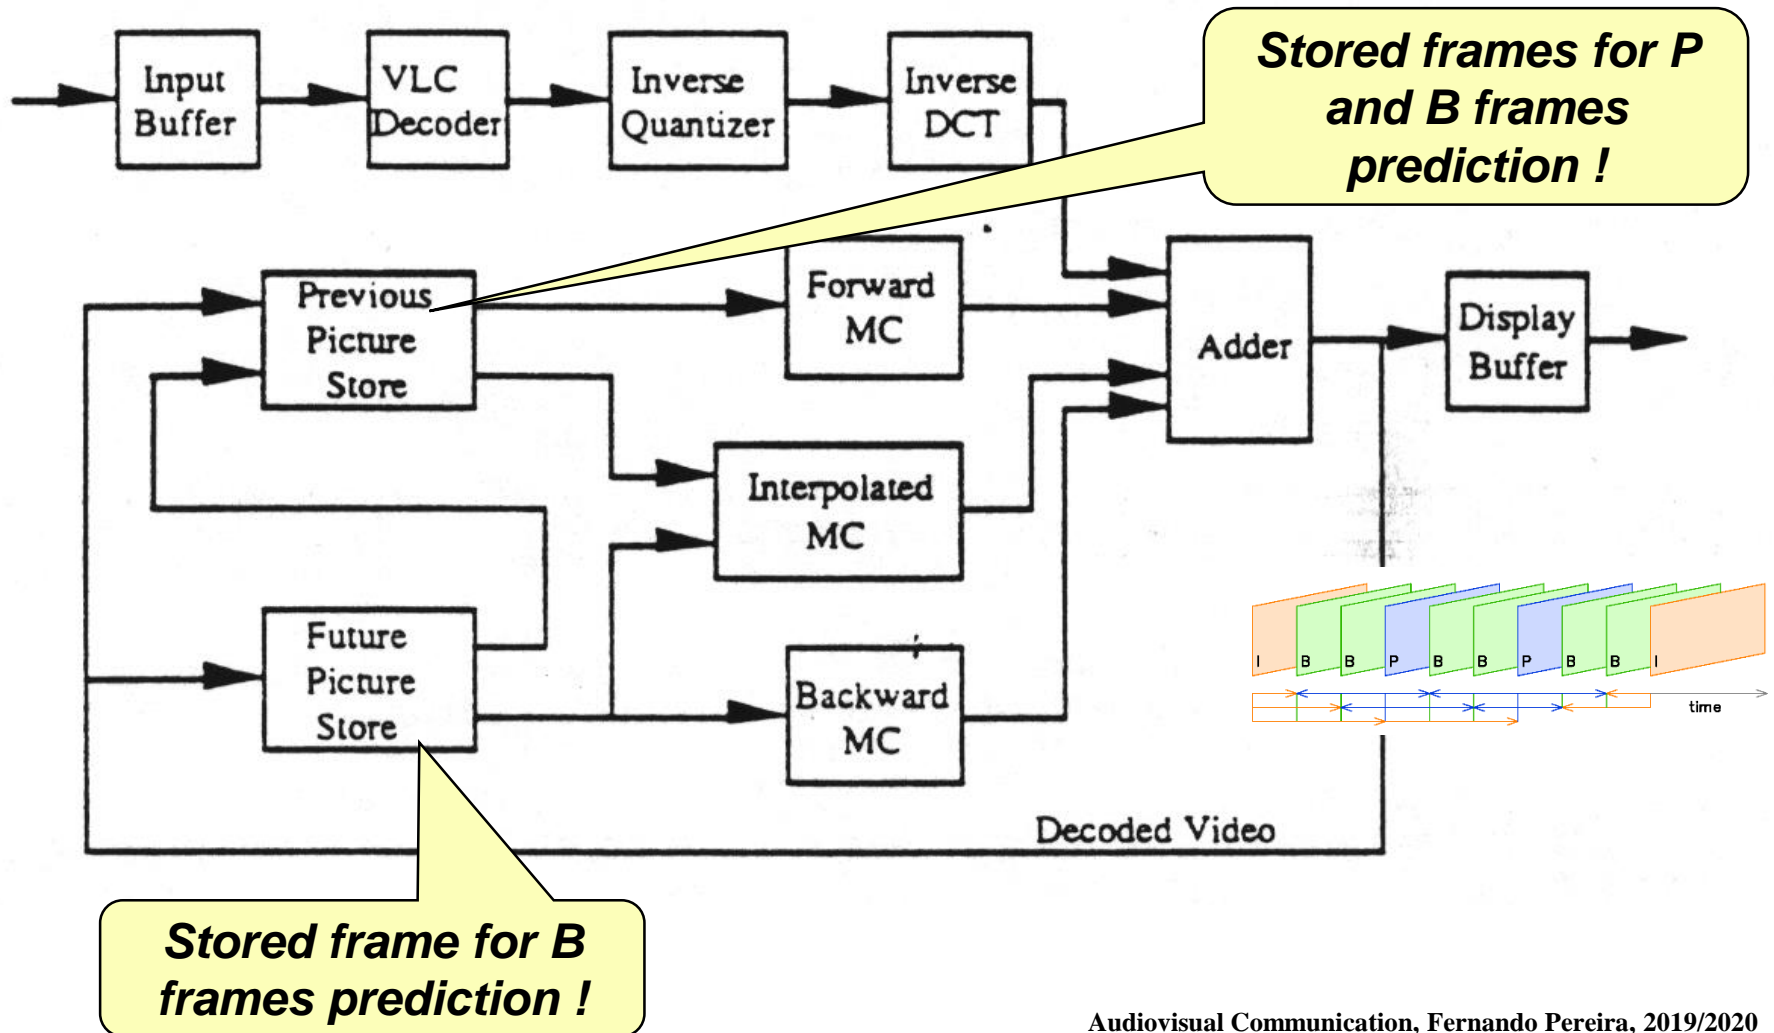 Input
Buffer
VLC
Decoder
Inverse
Quantizer
Inverse
DCT
Stored frames for P
and B frames
prediction !
Previous
Picture
Store
Forward
MC
Adder
Display
Buffer
Interpolated
MC
Future
Picture
Store
Backward
MC
I B B P B B P B B I
time
Decoded Video
Stored frame for B
frames prediction !
Audiovisual Communication, Fernando Pereira, 2019/2020